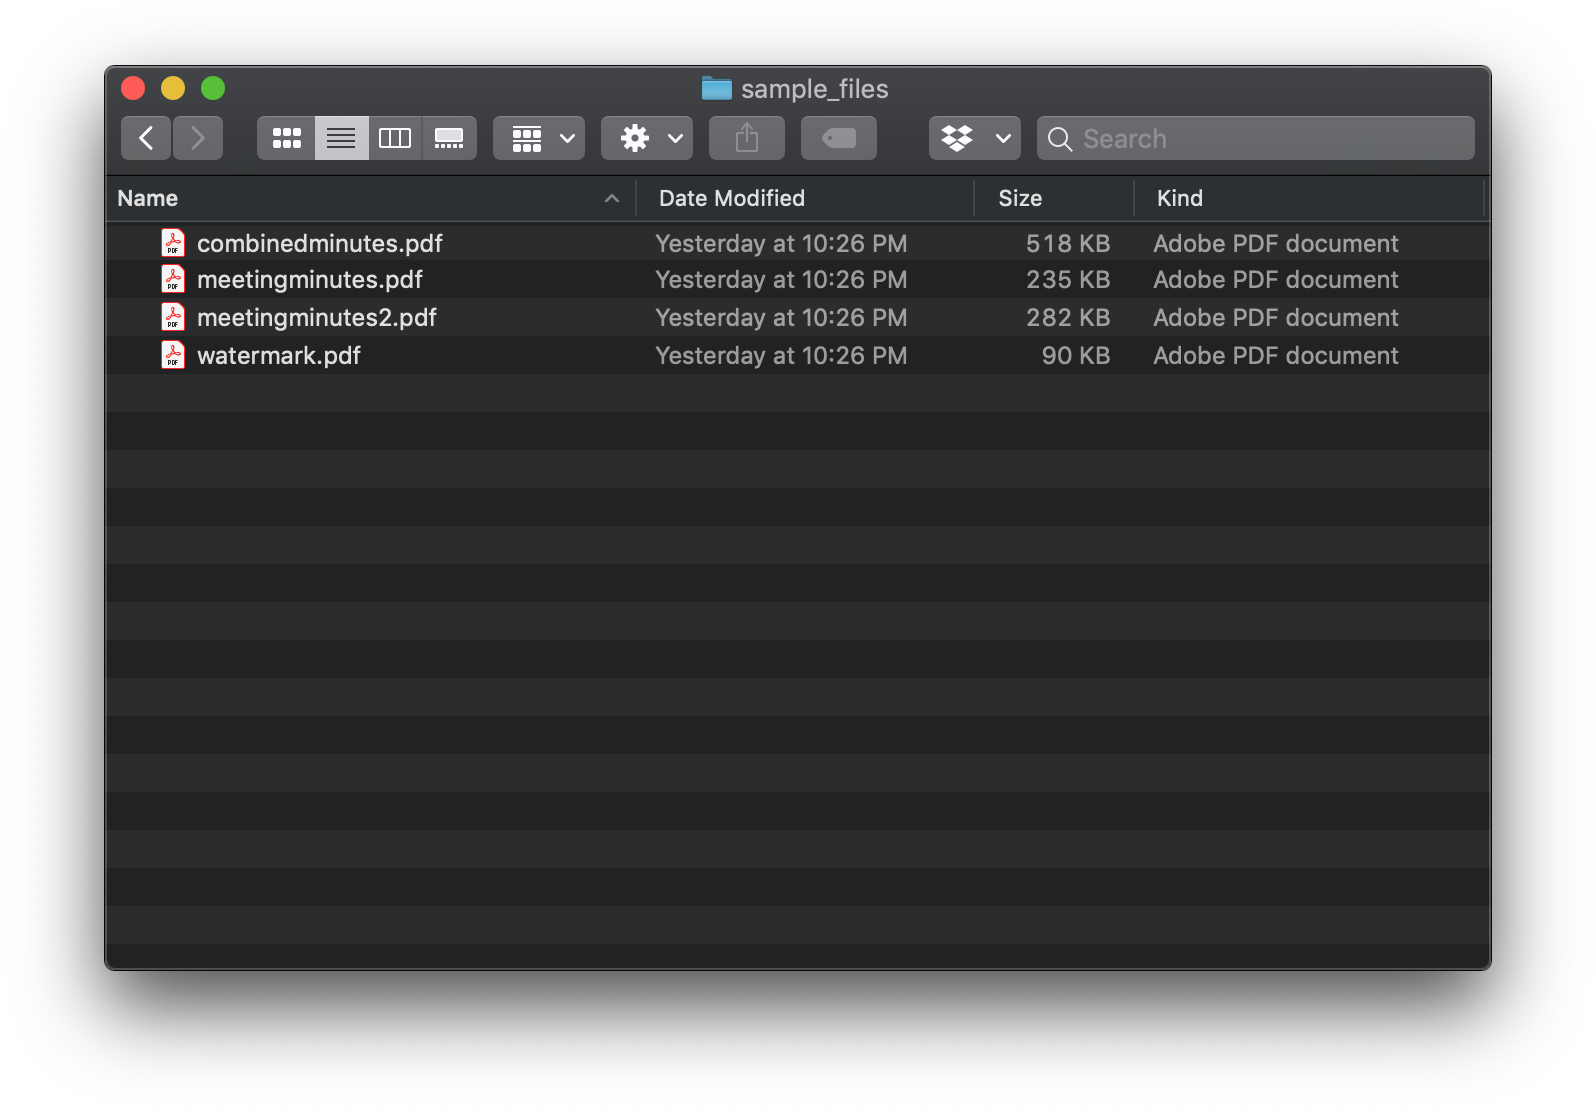 sample_files
Search
Name Date Modified Size Kind
combinedminutes.pdf Yesterday at 10:26 PM 518 KB Adobe PDF document
meetingminutes.pdf Yesterday at 10:26 PM 235 KB Adobe PDF document
meetingminutes2.pdf Yesterday at 10:26 PM 282 KB Adobe PDF document
watermark.pdf Yesterday at 10:26 PM 90 KB Adobe PDF document